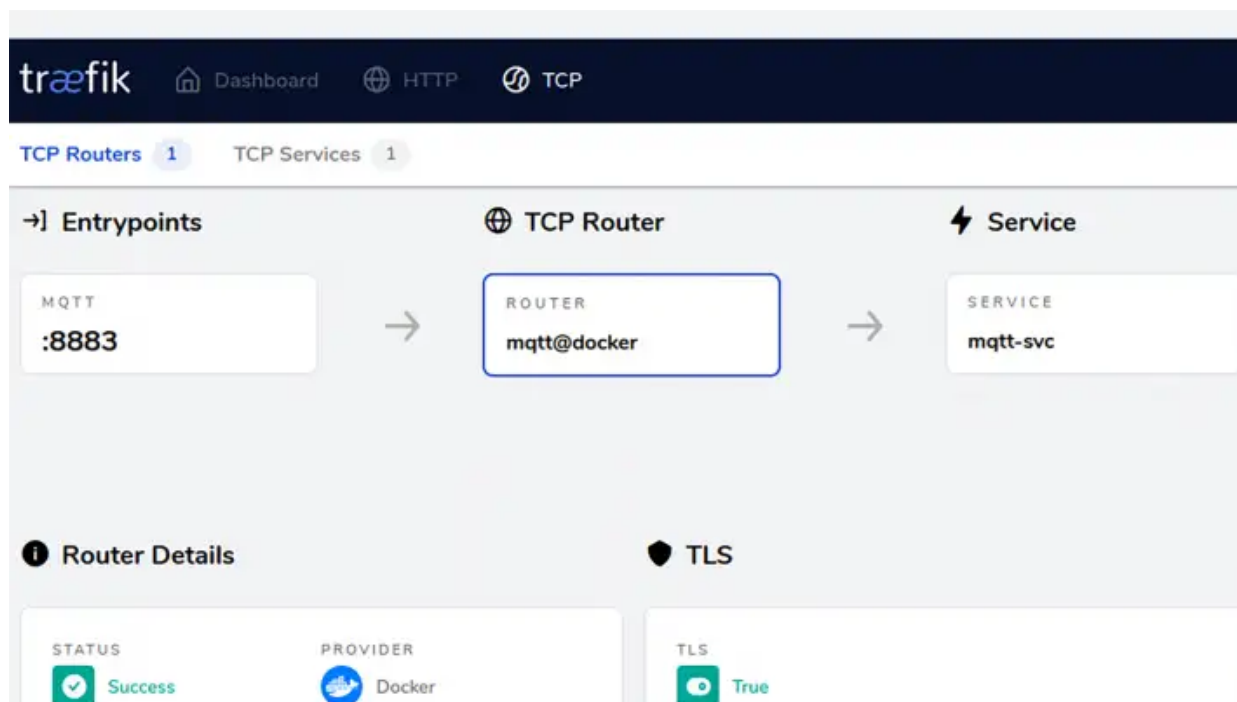 træfik Dashboard HTTP TCP
TCP Routers 1 TCP Services 1
Entrypoints TCP Router Service
MQTT ROUTER SERVICE
:8883 mqtt@docker mqtt-svc
Router Details TLS
STATUS PROVIDER TLS
Success Docker True